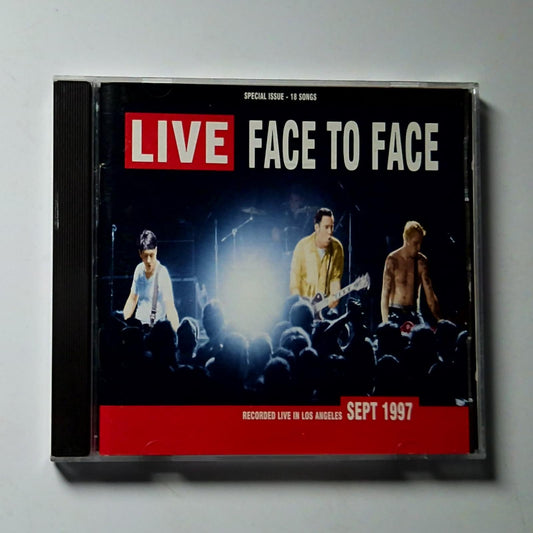 SPECIAL ISSUE - 18 SONGS
LIVE FACE TO FACE
RECORDED LIVE IN LOS ANGELES SEPT 1997